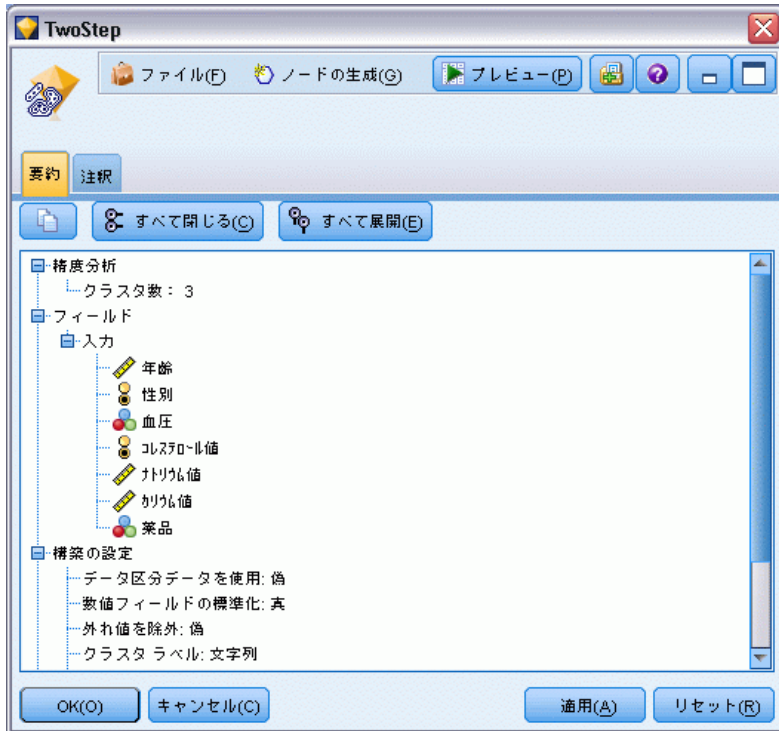 TwoStep
ファイル(F) ノードの生成(G) プレビュー(P)
要約 注釈
すべて閉じる(C) すべて展開(E)
精度分析
クラスタ数: 3
フィールド
入力
年齢
性別
血圧
コレステロール値
ナトリウム値
カリウム値
薬品
構築の設定
データ区分データを使用: 偽
数値フィールドの標準化: 真
外れ値を除外: 偽
クラスタ ラベル: 文字列
OK(O) キャンセル(C) 適用(A) リセット(R)